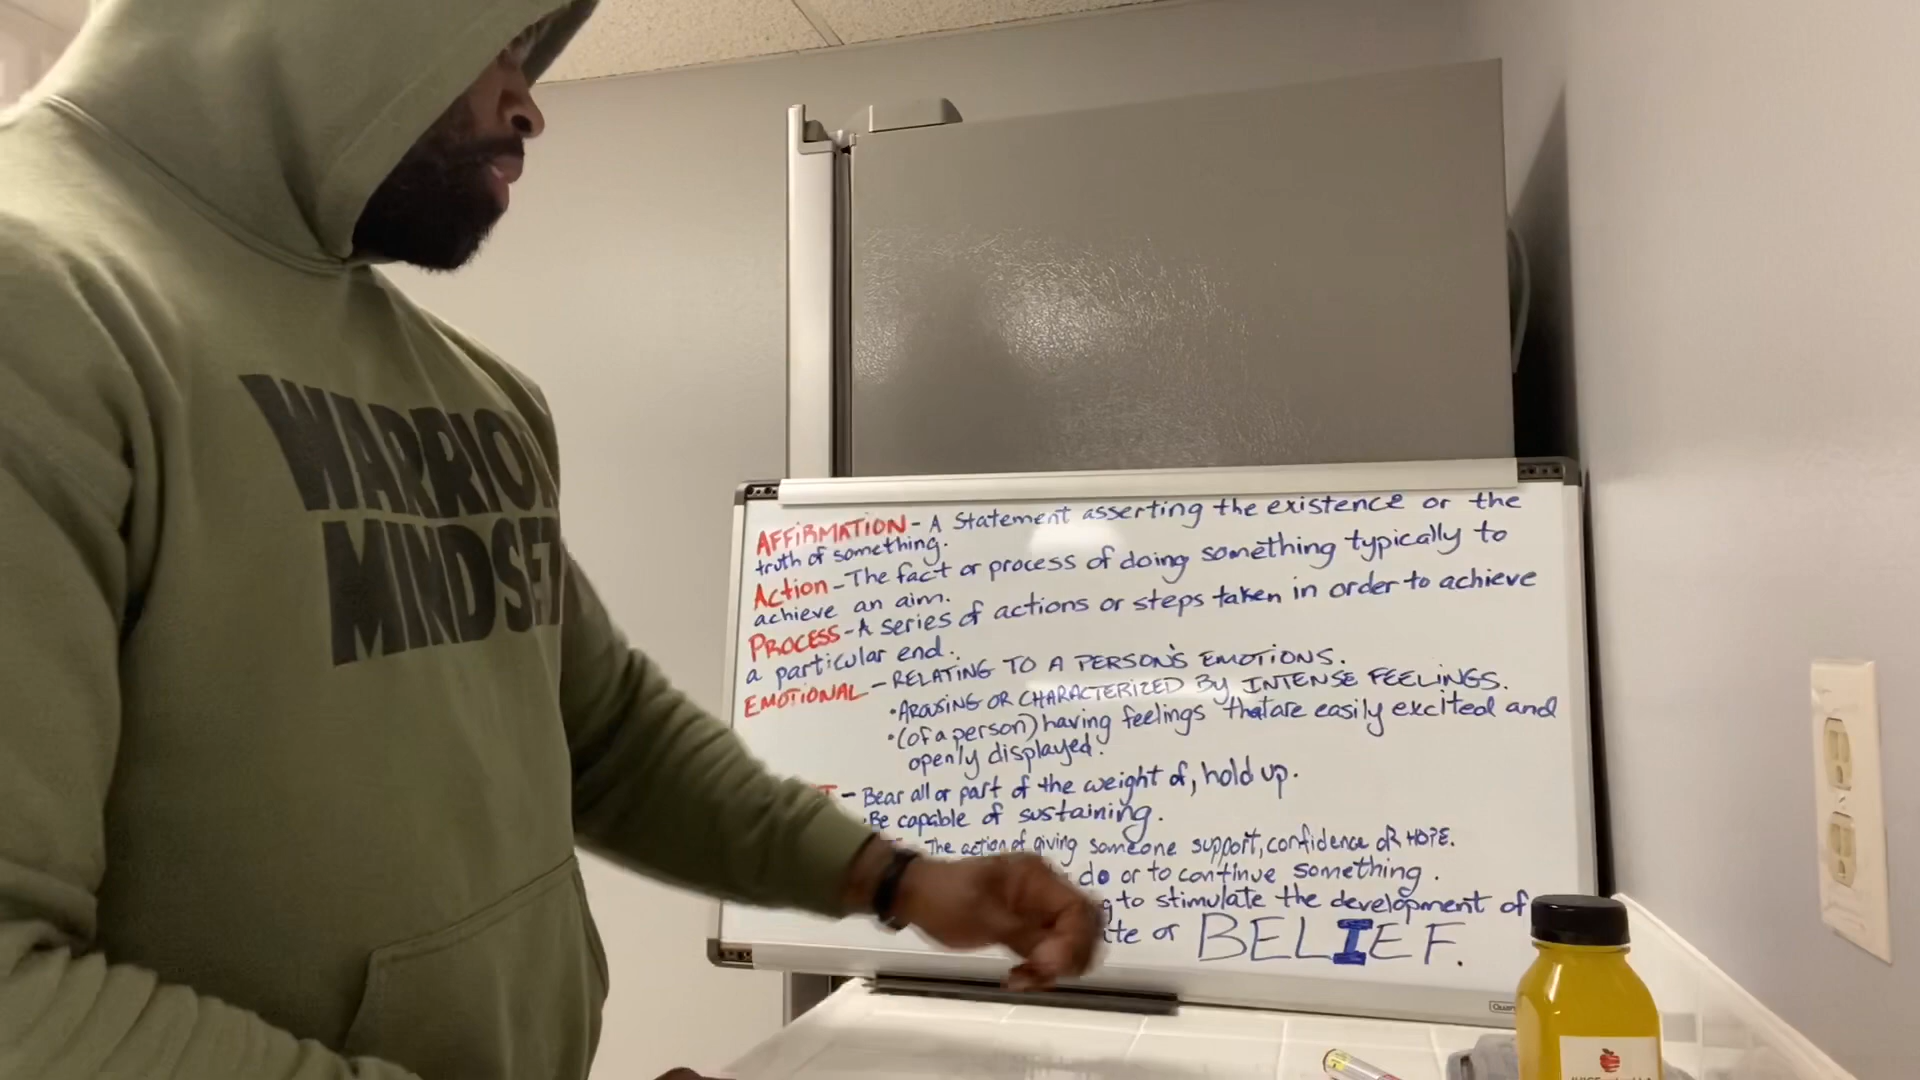 WARRIOR
MINDSET
AFFIRMATION - A Statement asserting the existence or the
truth of something.
Action - The fact or process of doing something typically to
achieve an aim.
PROCESS - A series of actions or steps taken in order to achieve
a particular end.
EMOTIONAL - RELATING TO A PERSON'S EMOTIONS.
• AROUSING OR CHARACTERIZED BY INTENSE FEELINGS.
• (of a person) having feelings that are easily excited and
openly displayed.
T - Bear all or part of the weight of, hold up.
• Be capable of sustaining.
- The action of giving someone support, confidence OR HOPE.
do or to continue something.
to stimulate the development of
or BELIEF.